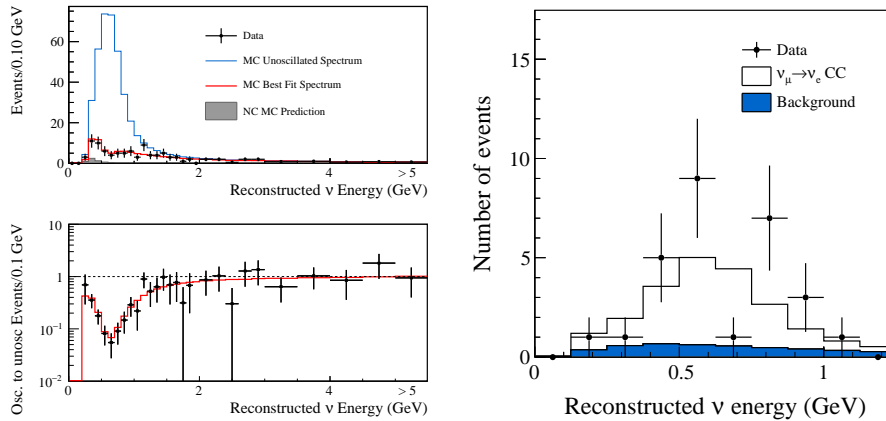 Events/0.10 GeV
60
40
20
0
Data
MC Unoscillated Spectrum
MC Best Fit Spectrum
NC MC Prediction
0 2 4 > 5
Reconstructed ν Energy (GeV)
Osc. to unosc. Events/0.1 GeV
10
1
10⁻¹
10⁻²
0 2 4 > 5
Reconstructed ν Energy (GeV)
Number of events
15
10
5
0
Data
νμ→νe CC
Background
0 0.5 1
Reconstructed ν energy (GeV)